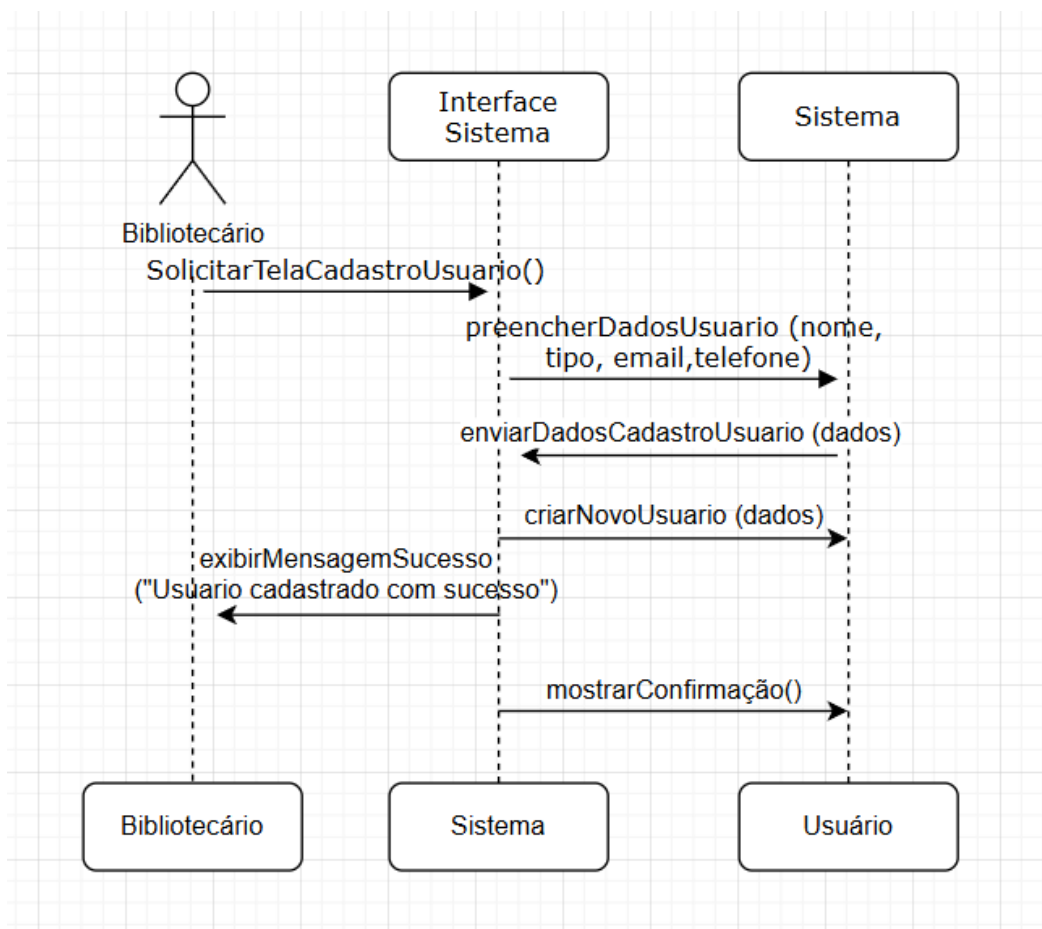 Interface
Sistema
Sistema
Bibliotecário
SolicitarTelaCadastroUsuario()
preencherDadosUsuario (nome,
tipo, email,telefone)
enviarDadosCadastroUsuario (dados)
criarNovoUsuario (dados)
exibirMensagemSucesso
("Usuario cadastrado com sucesso")
mostrarConfirmação()
Bibliotecário
Sistema
Usuário